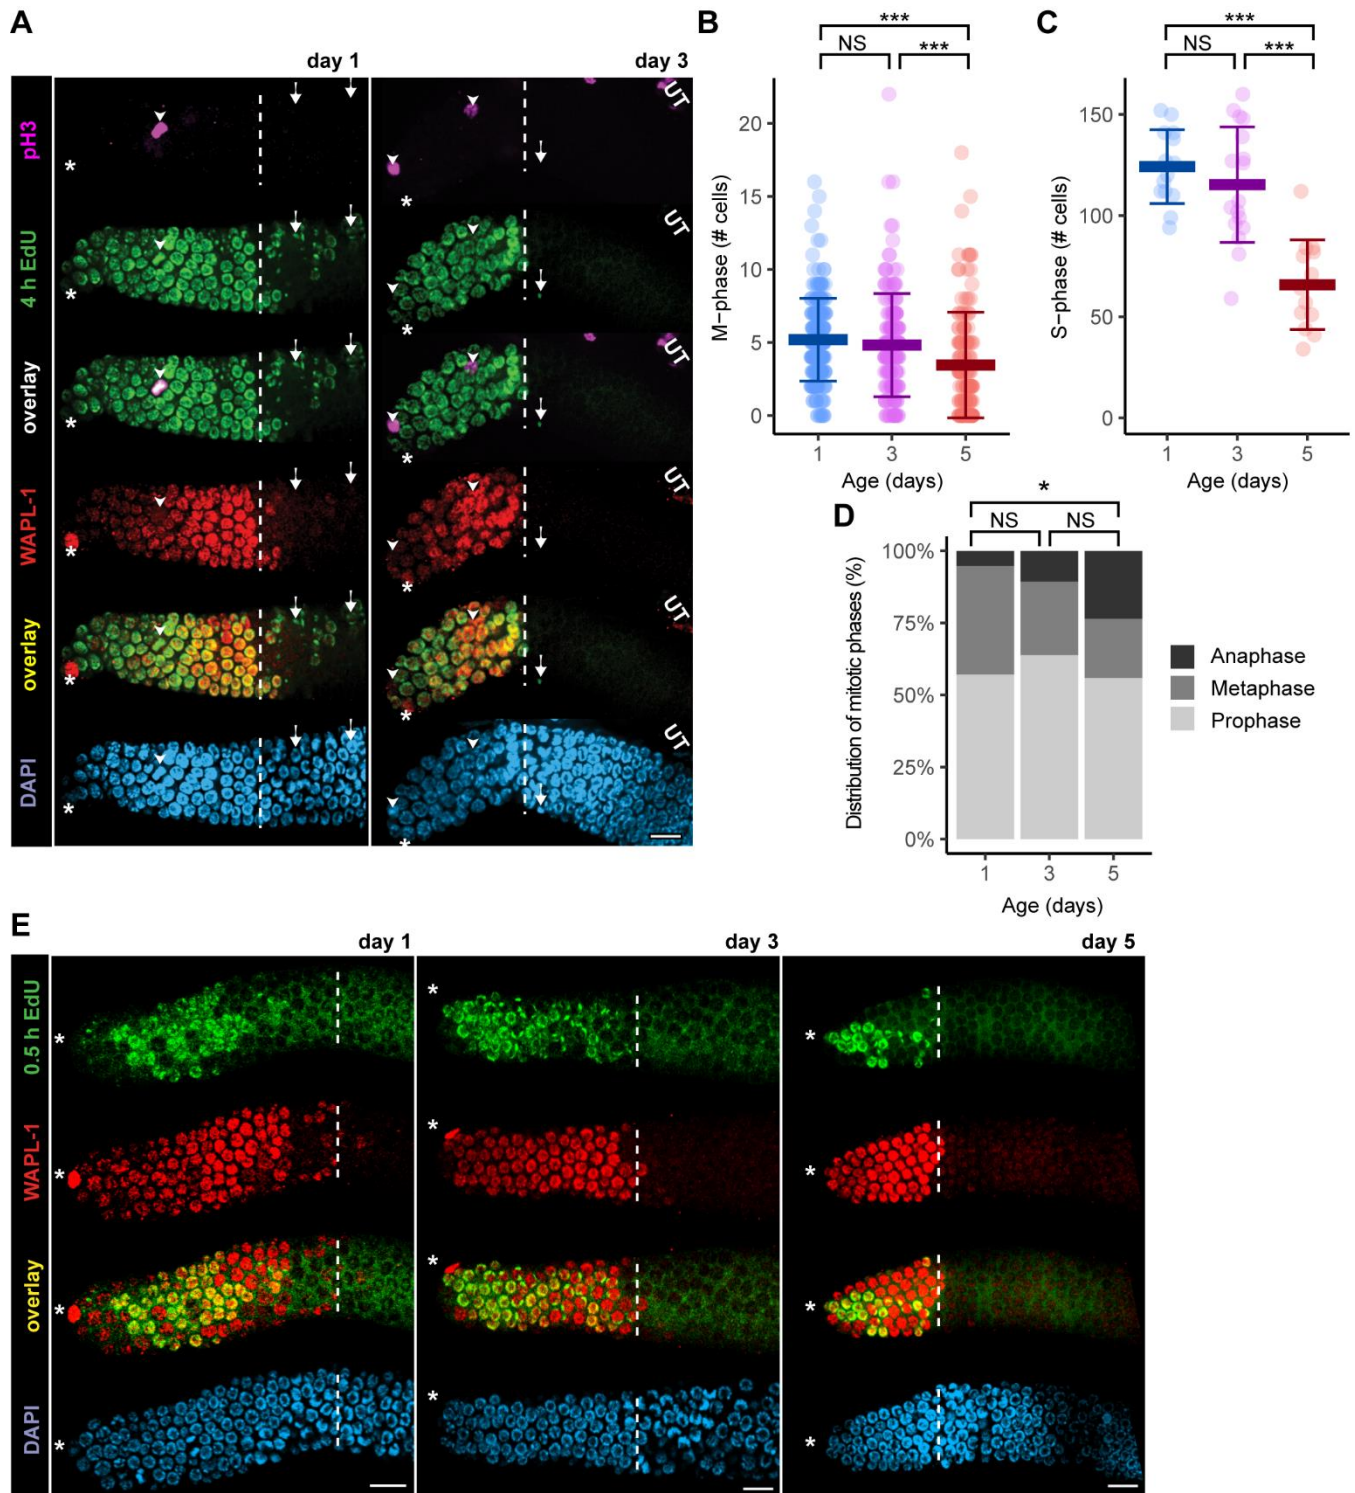 A
day 1
day 3
pH3
4 h EdU
overlay
WAPL-1
overlay
DAPI
*
*
*
*
*
*
*
*
*
*
*
*
UT
UT
UT
UT
UT
UT
B
***
NS
***
M-phase (# cells)
20
15
10
5
0
1
3
5
Age (days)
C
***
NS
***
S-phase (# cells)
150
100
50
0
1
3
5
Age (days)
D
*
NS
NS
Distribution of mitotic phases (%)
100%
75%
50%
25%
0%
1
3
5
Age (days)
Anaphase
Metaphase
Prophase
E
day 1
day 3
day 5
0.5 h EdU
WAPL-1
overlay
DAPI
*
*
*
*
*
*
*
*
*
*
*
*